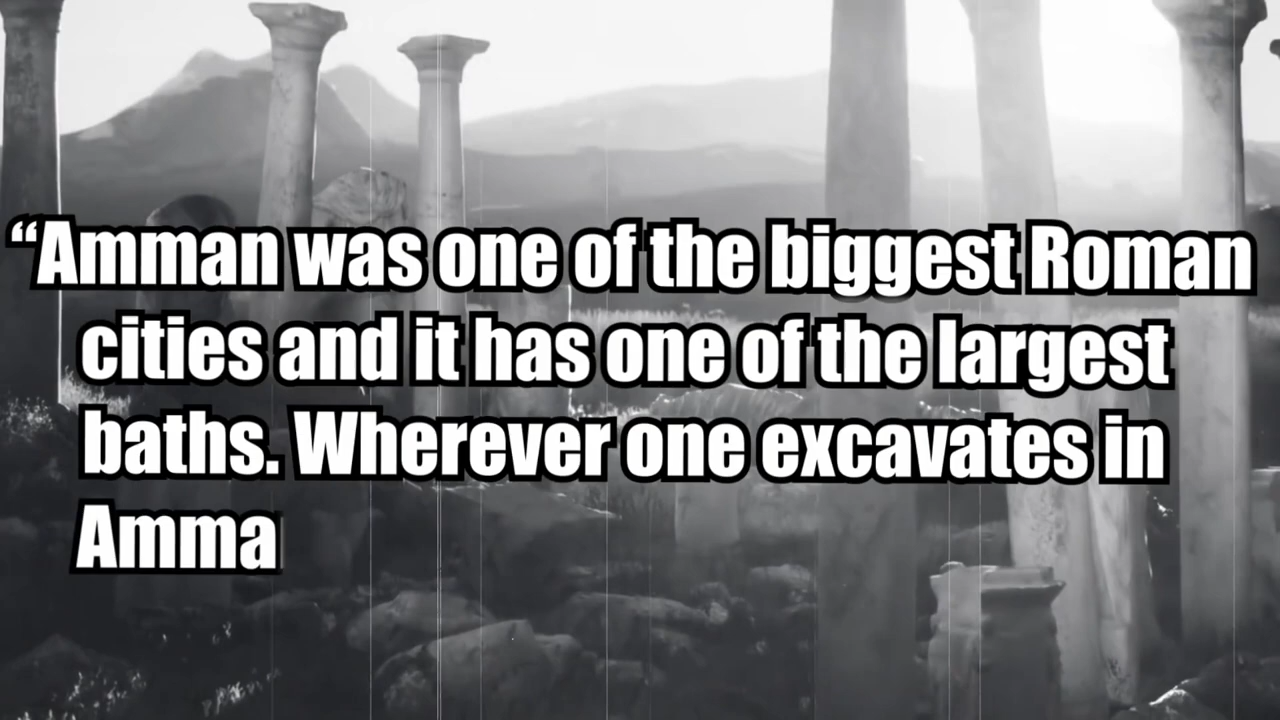 “Amman was one of the biggest Roman
cities and it has one of the largest
baths. Wherever one excavates in
Amma